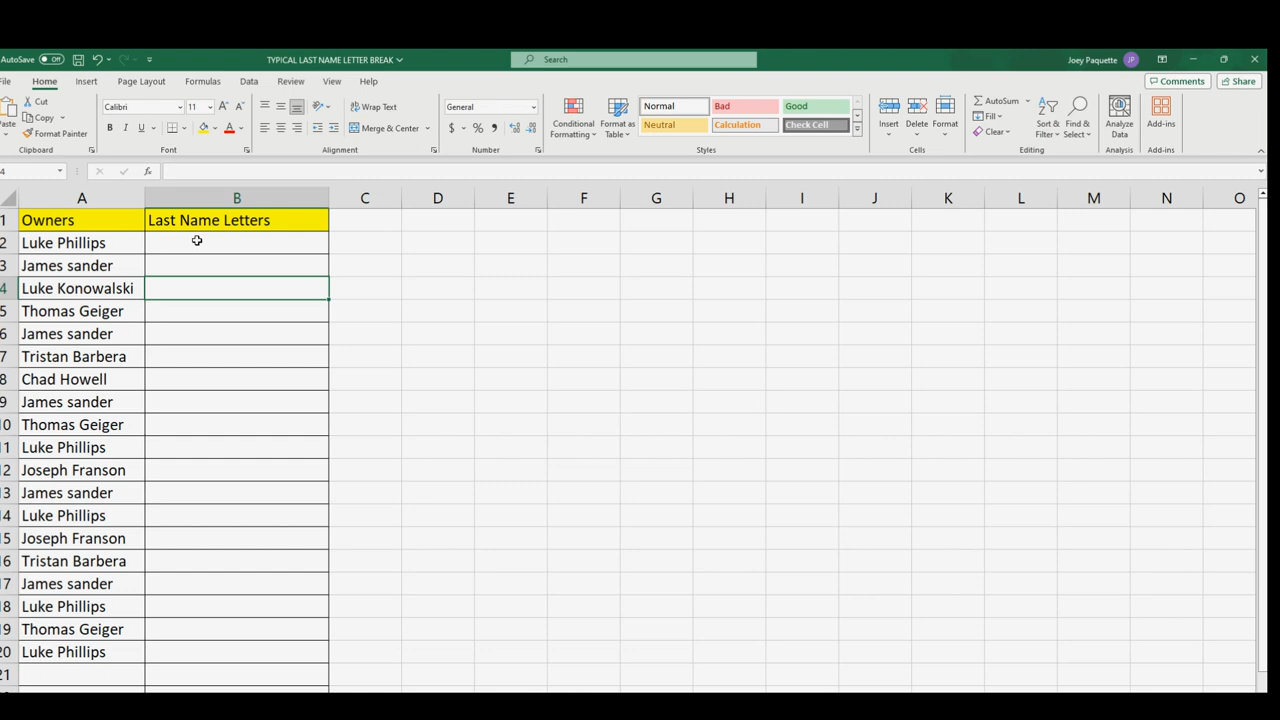 AutoSave Off TYPICAL LAST NAME LETTER BREAK Search Joey Paquette JP
File Home Insert Page Layout Formulas Data Review View Help Comments Share
Cut Calibri 11 Wrap Text General Normal Bad Good AutoSum
Copy Conditional Format as Insert Delete Format Fill Sort & Find & Analyze Add-ins
Paste Format Painter B I U Merge & Center $ % Formatting Table Neutral Calculation Check Cell Clear Filter Select Data
Clipboard Font Alignment Number Styles Cells Editing Analysis Add-ins
4 fx
A B C D E F G H I J K L M N O
1 Owners Last Name Letters
2 Luke Phillips
3 James sander
4 Luke Konowalski
5 Thomas Geiger
6 James sander
7 Tristan Barbera
8 Chad Howell
9 James sander
10 Thomas Geiger
11 Luke Phillips
12 Joseph Franson
13 James sander
14 Luke Phillips
15 Joseph Franson
16 Tristan Barbera
17 James sander
18 Luke Phillips
19 Thomas Geiger
20 Luke Phillips
21